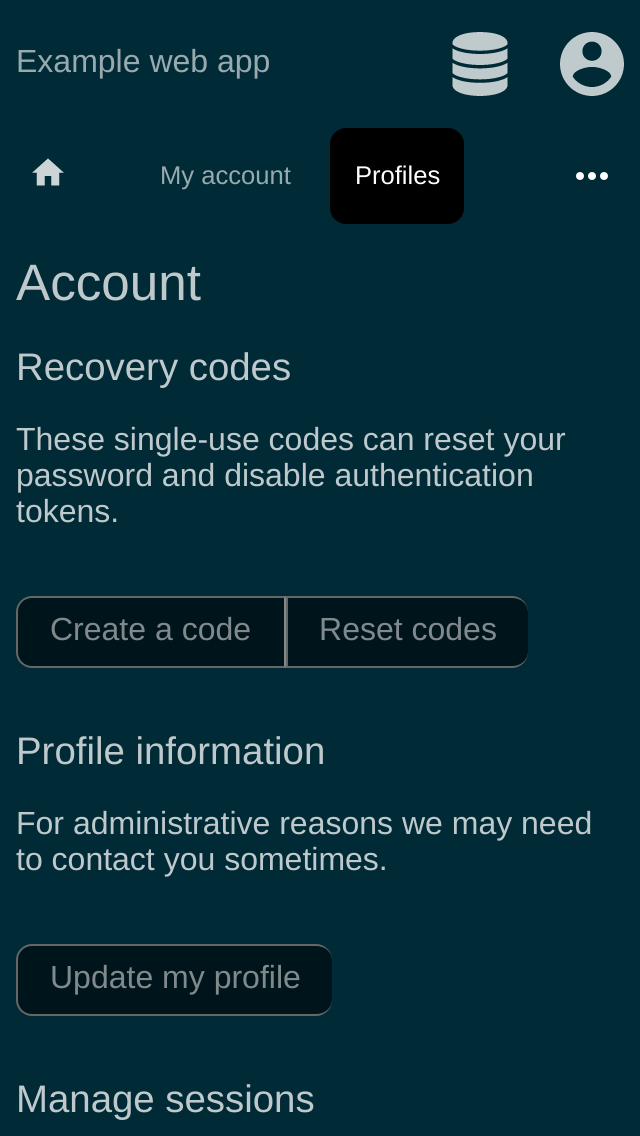 Example web app
My account
Profiles
Account
Recovery codes
These single-use codes can reset your
password and disable authentication
tokens.
Create a code
Reset codes
Profile information
For administrative reasons we may need
to contact you sometimes.
Update my profile
Manage sessions